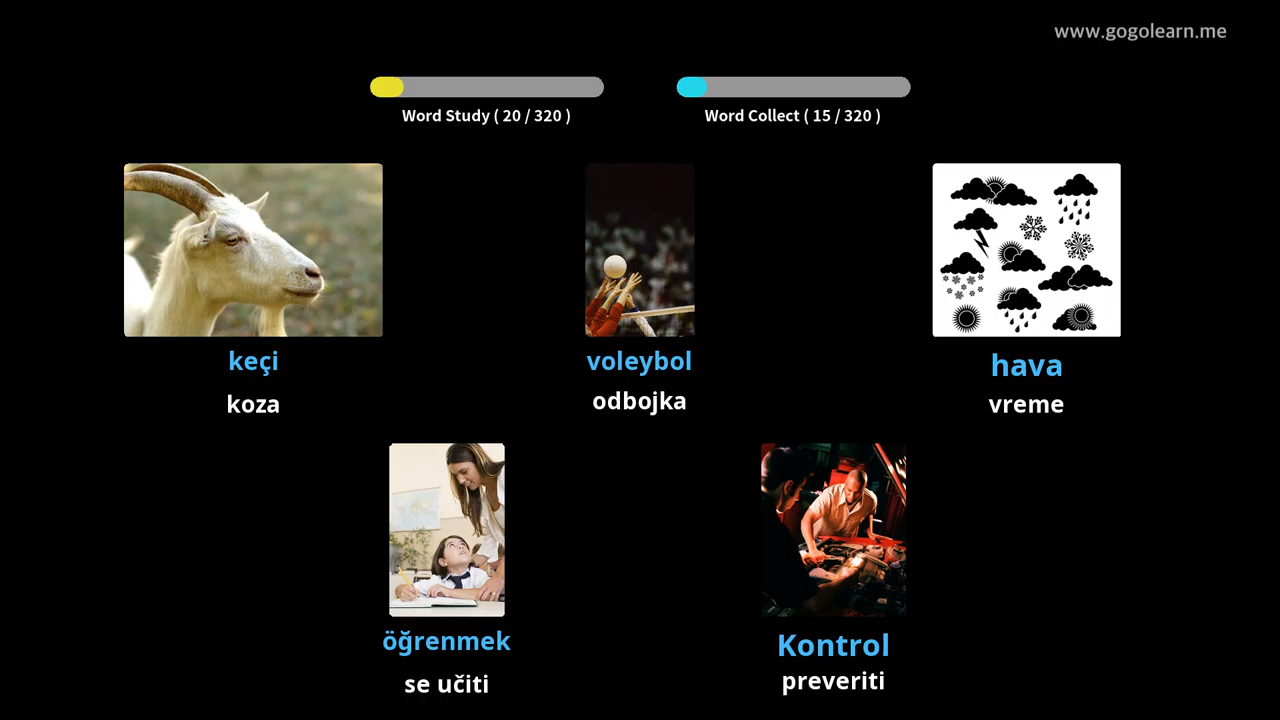 www.gogolearn.me
Word Study ( 20 / 320 )
Word Collect ( 15 / 320 )
keçi
voleybol
hava
koza
odbojka
vreme
öğrenmek
Kontrol
se učiti
preveriti